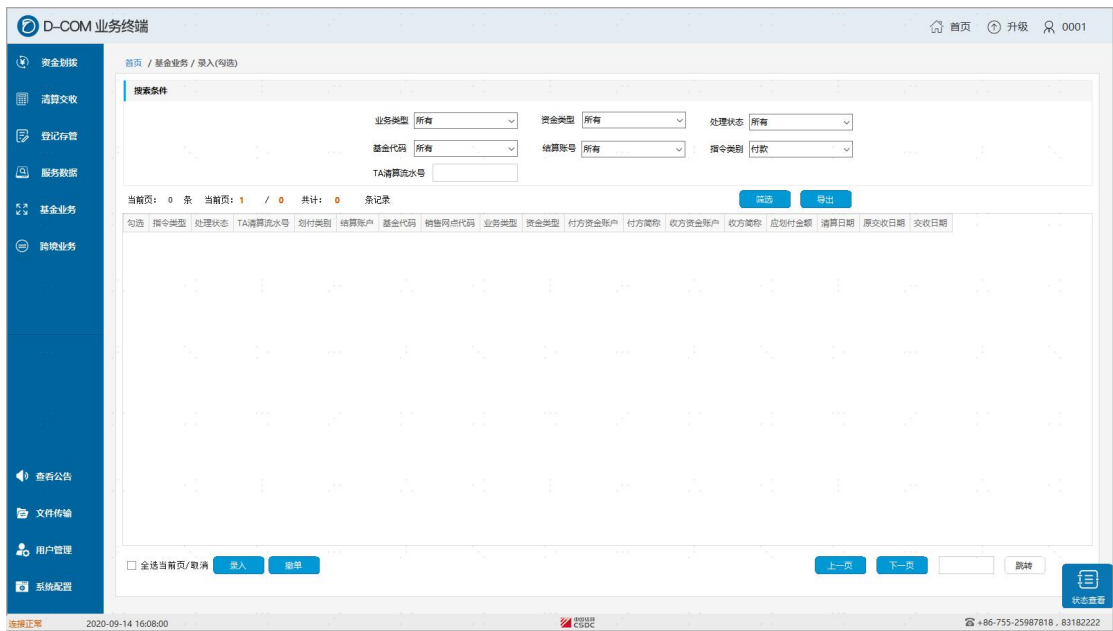 D-COM 业务终端
首页 升级 0001
资金划拨
清算交收
登记存管
服务数据
基金业务
跨境业务
查看公告
文件传输
用户管理
系统配置
首页 / 基金业务 / 录入(勾选)
搜索条件
业务类型 所有 资金类型 所有 处理状态 所有
基金代码 所有 结算账号 所有 指令类别 付款
TA清算流水号
当前页: 0 条 当前页: 1 / 0 共计: 0 条记录 筛选 导出
勾选 指令类型 处理状态 TA清算流水号 划付类别 结算账户 基金代码 销售网点代码 业务类型 资金类型 付方资金账户 付方简称 收方资金账户 收方简称 应划付金额 清算日期 原交收日期 交收日期
全选当前页/取消 录入 撤单 上一页 下一页 跳转
状态查看
连接正常 2020-09-14 16:08:00 CSDC +86-755-25987818 , 83182222